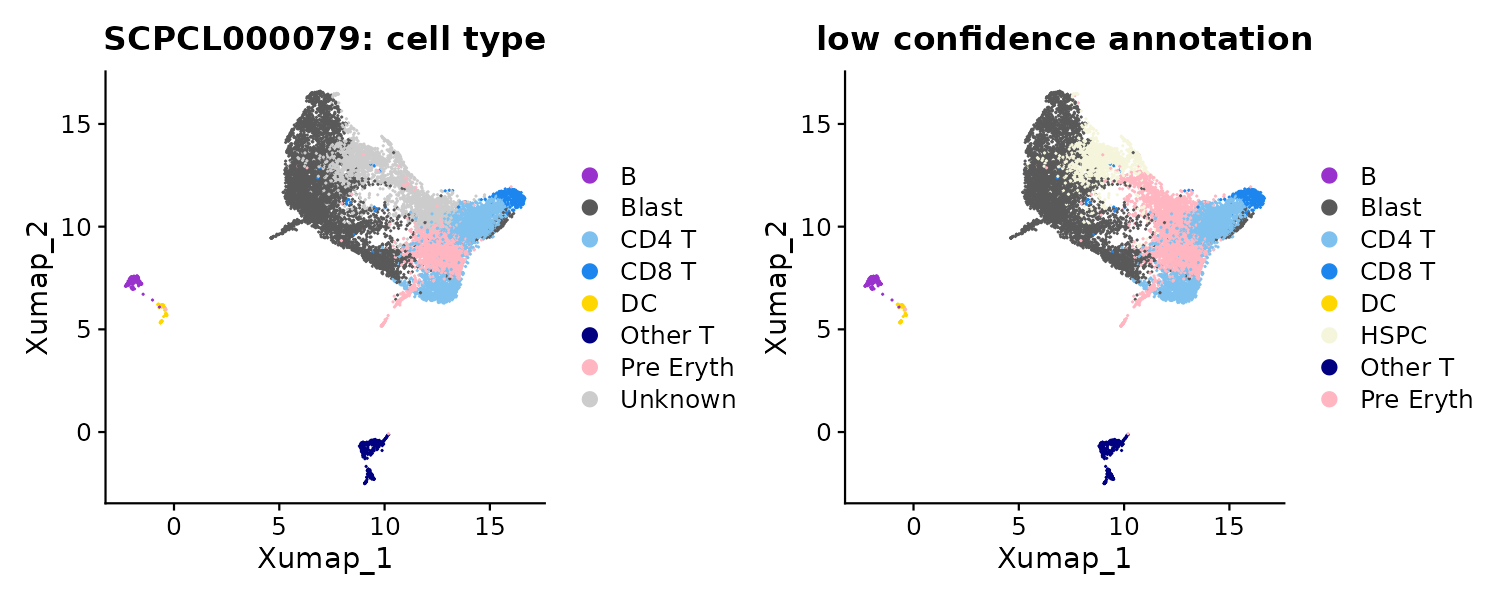 SCPCL000079: cell type
Xumap_2
15
10
5
0
0
5
10
15
Xumap_1
B
Blast
CD4 T
CD8 T
DC
Other T
Pre Eryth
Unknown
low confidence annotation
Xumap_2
15
10
5
0
0
5
10
15
Xumap_1
B
Blast
CD4 T
CD8 T
DC
HSPC
Other T
Pre Eryth